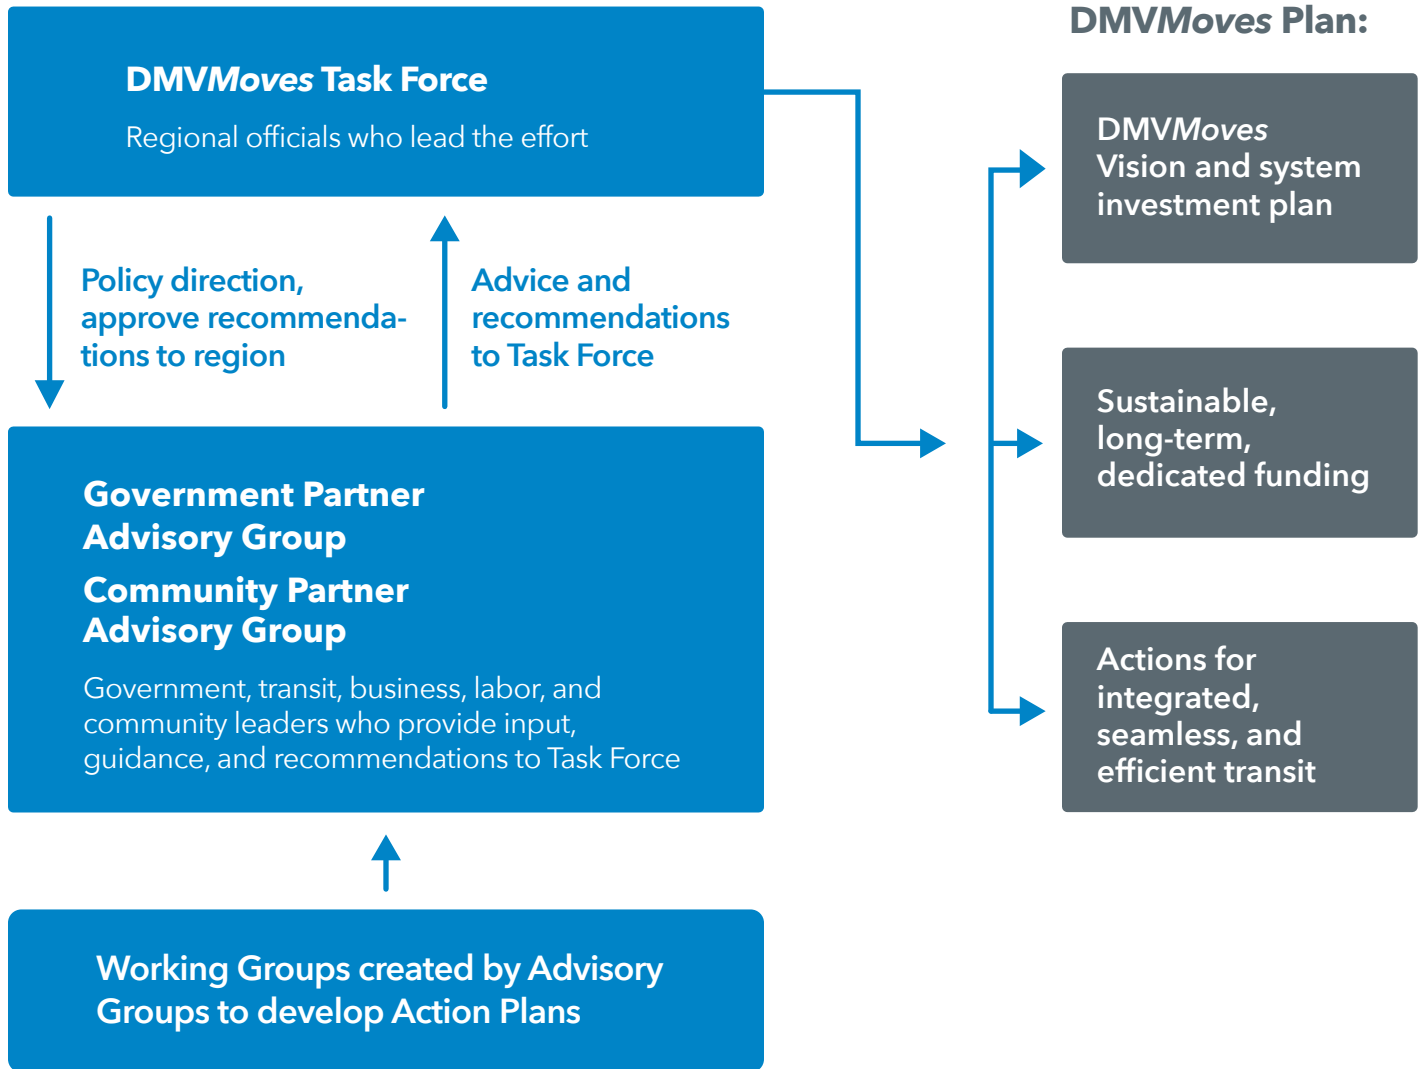 DMVMoves Task Force
Regional officials who lead the effort
Policy direction,
approve recommenda-
tions to region
Advice and
recommendations
to Task Force
Government Partner
Advisory Group
Community Partner
Advisory Group
Government, transit, business, labor, and
community leaders who provide input,
guidance, and recommendations to Task Force
Working Groups created by Advisory
Groups to develop Action Plans
DMVMoves Plan:
DMVMoves
Vision and system
investment plan
Sustainable,
long-term,
dedicated funding
Actions for
integrated,
seamless, and
efficient transit